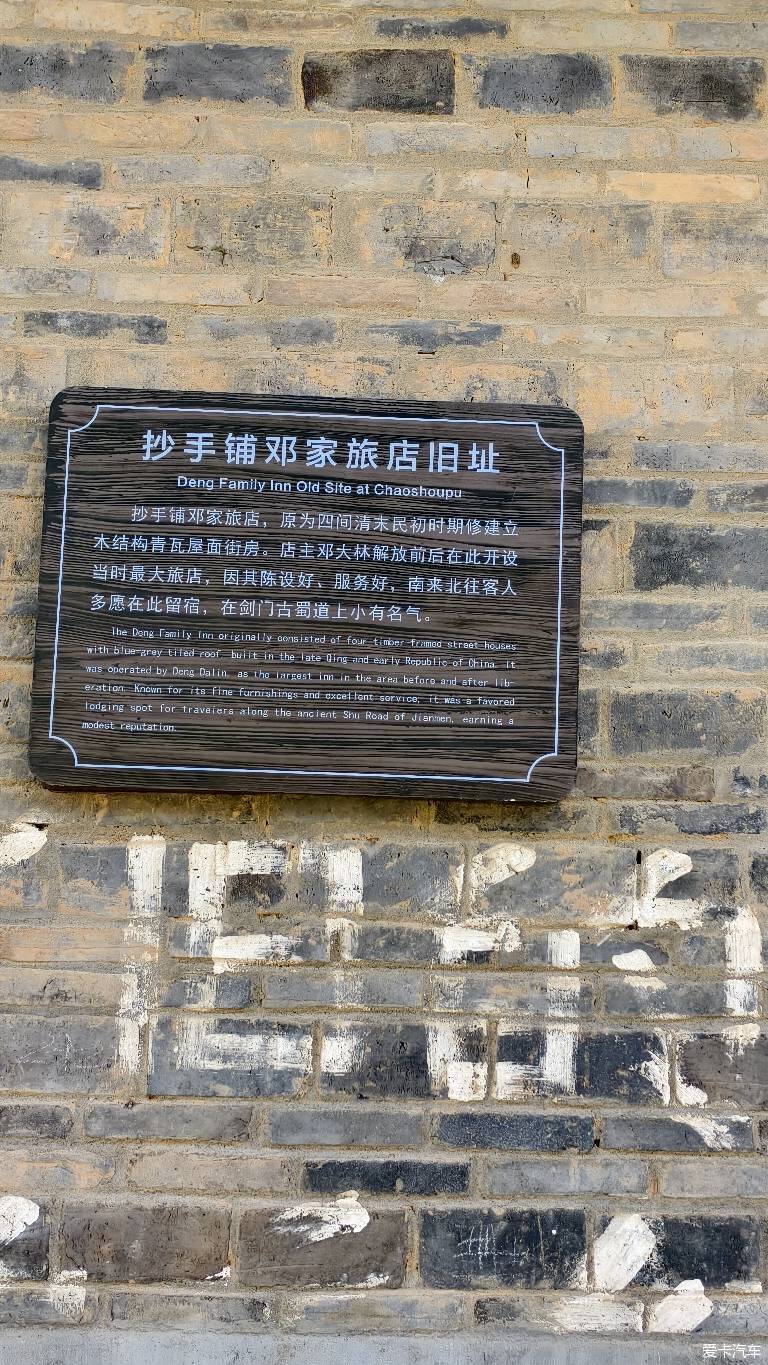 抄手铺邓家旅店旧址
Deng Family Inn Old Site at Chaoshoupu
抄手铺邓家旅店，原为四间清末民初时期修建立
木结构青瓦屋面街房。店主邓大林解放前后在此开设
当时最大旅店，因其陈设好、服务好，南来北往客人
多愿在此留宿，在剑门古蜀道上小有名气。
The Deng Family Inn originally consisted of four timber framed street houses
with blue-grey tiled roof, built in the late Qing and early Republic of China. It
was operated by Deng Dalin, as the largest inn in the area before and after lib-
eration. Known for its fine furnishings and excellent service, it was a favored
lodging spot for travelers along the ancient Shu Road of Jianmen, earning a
modest reputation.
爱卡汽车